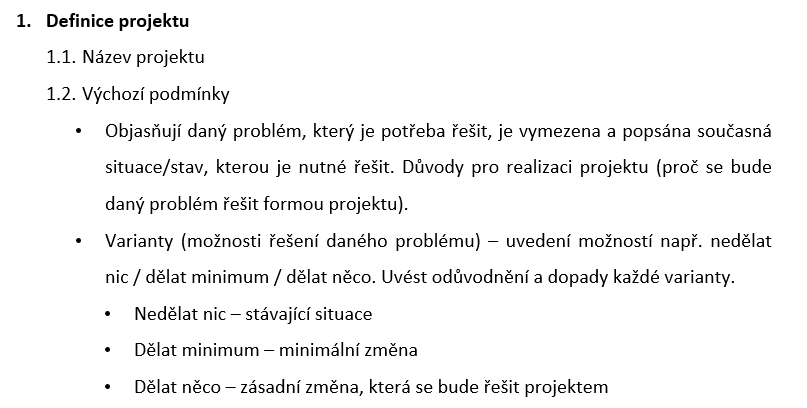 1. Definice projektu
1.1. Název projektu
1.2. Výchozí podmínky
• Objasňují daný problém, který je potřeba řešit, je vymezena a popsána současná
situace/stav, kterou je nutné řešit. Důvody pro realizaci projektu (proč se bude
daný problém řešit formou projektu).
• Varianty (možnosti řešení daného problému) – uvedení možností např. nedělat
nic / dělat minimum / dělat něco. Uvést odůvodnění a dopady každé varianty.
• Nedělat nic – stávající situace
• Dělat minimum – minimální změna
• Dělat něco – zásadní změna, která se bude řešit projektem